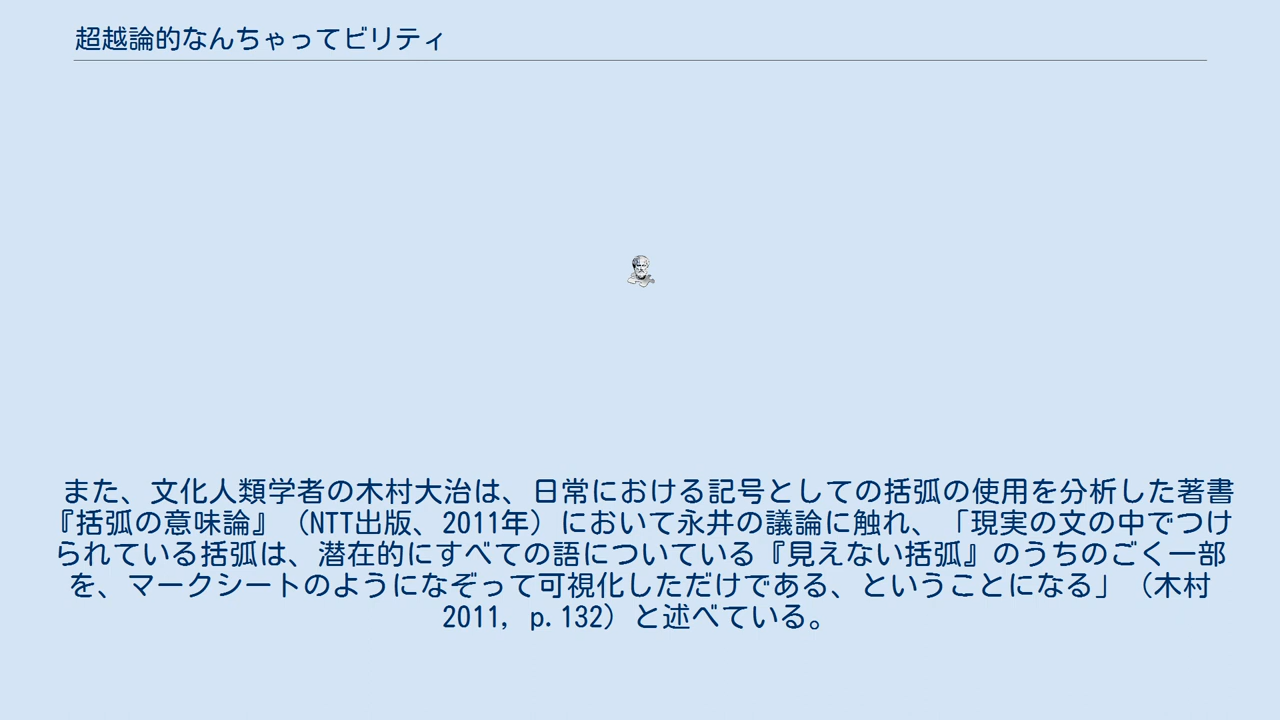 超越論的なんちゃってビリティ
また、文化人類学者の木村大治は、日常における記号としての括弧の使用を分析した著書
『括弧の意味論』（NTT出版、2011年）において永井の議論に触れ、「現実の文の中でつけ
られている括弧は、潜在的にすべての語についている『見えない括弧』のうちのごく一部
を、マークシートのようになぞって可視化しただけである、ということになる」（木村
2011, p.132）と述べている。